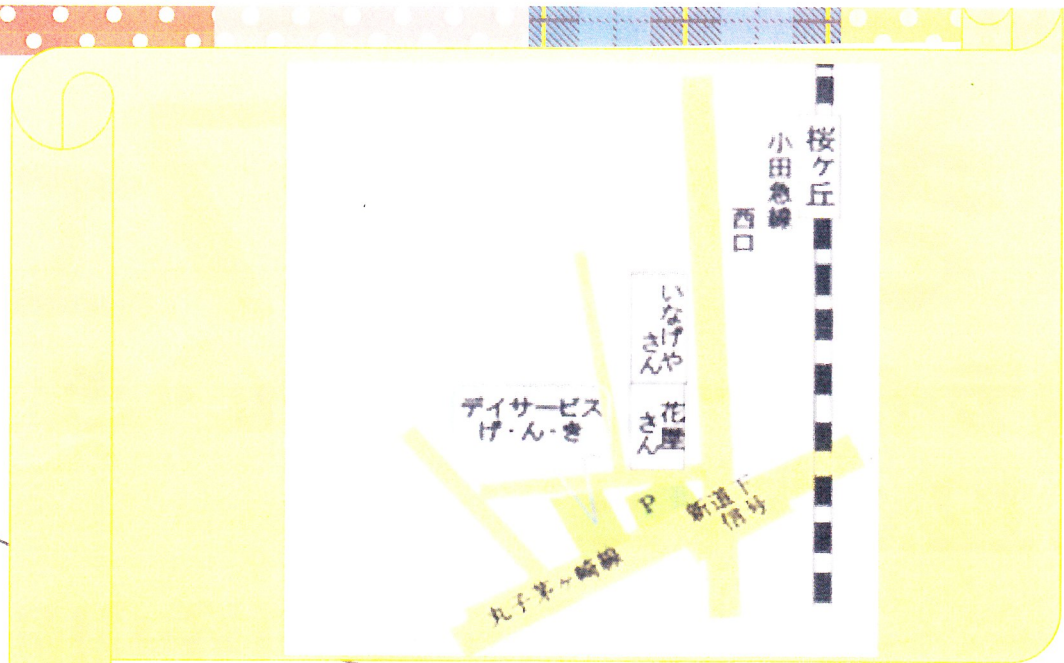 桜ヶ丘
小田急線
西口
いなげや
さん
花屋
さん
デイサービス
げ・ん・き
P
新道下
信号
丸子茅ヶ崎線